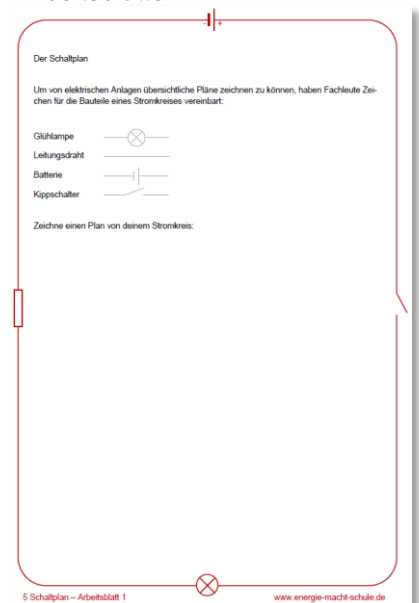 - +
Der Schaltplan
Um von elektrischen Anlagen übersichtliche Pläne zeichnen zu können, haben Fachleute Zei-
chen für die Bauteile eines Stromkreises vereinbart:
Glühlampe
Leitungsdraht
Batterie
Kippschalter
Zeichne einen Plan von deinem Stromkreis:
5 Schaltplan – Arbeitsblatt 1
www.energie-macht-schule.de